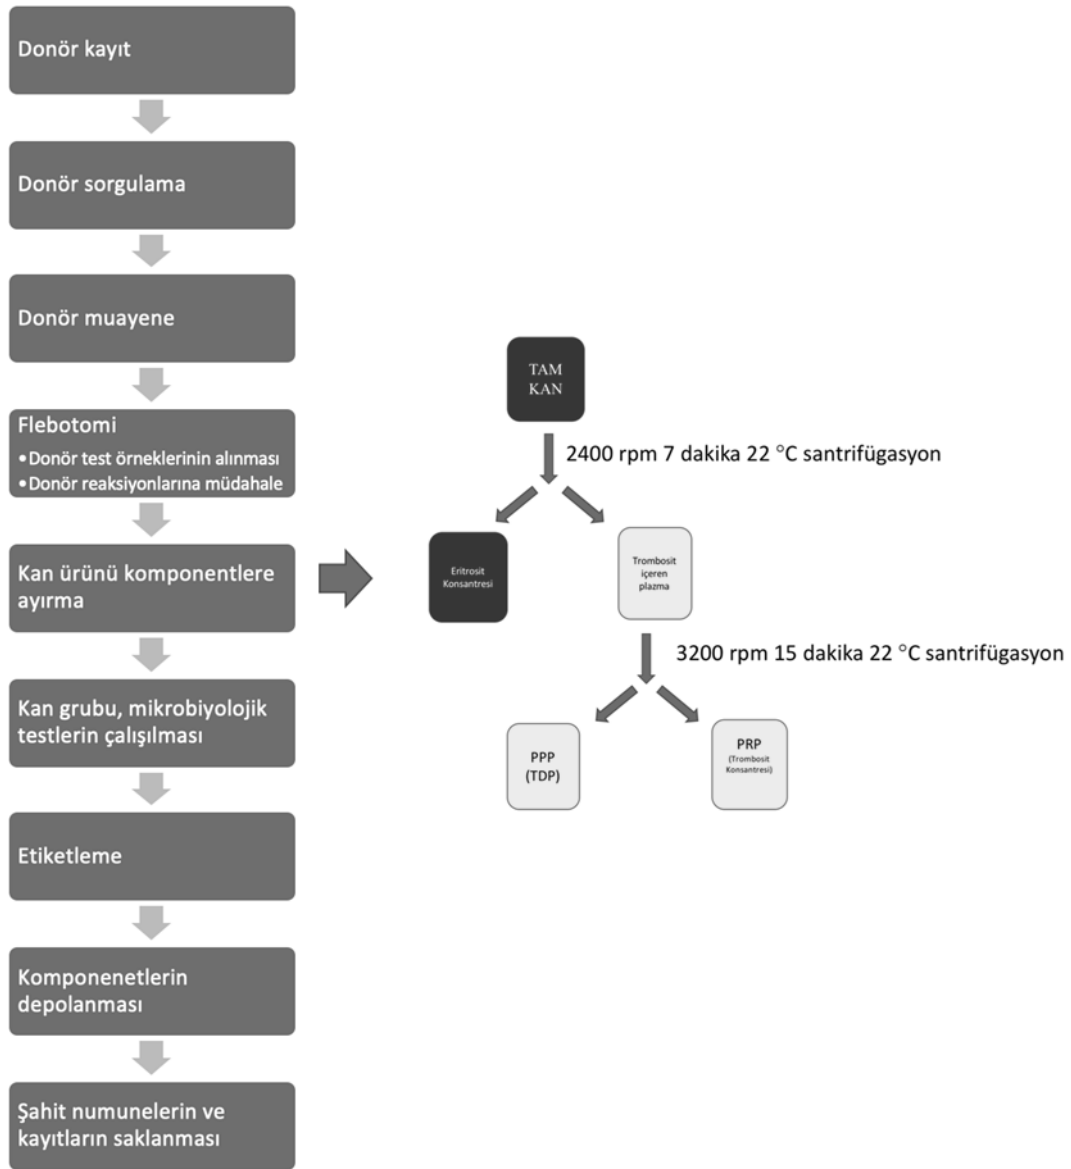 Donör kayıt
Donör sorgulama
Donör muayene
Flebotomi
•Donör test örneklerinin alınması
•Donör reaksiyonlarına müdahale
Kan ürünü komponentlere
ayırma
Kan grubu, mikrobiyolojik
testlerin çalışılması
Etiketleme
Komponenetlerin
depolanması
Şahit numunelerin ve
kayıtların saklanması
TAM
KAN
2400 rpm 7 dakika 22 °C santrifügasyon
Eritrosit
Konsantresi
Trombosit
içeren
plazma
3200 rpm 15 dakika 22 °C santrifügasyon
PPP
(TDP)
PRP
(Trombosit
Konsantresi)